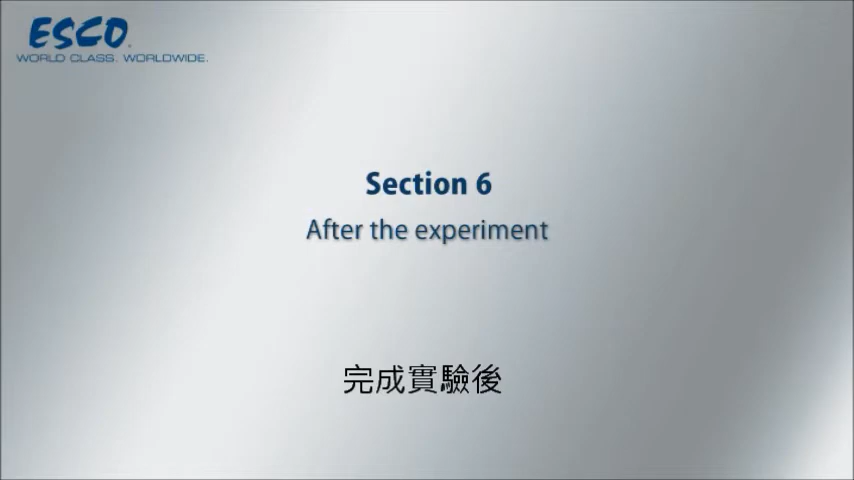 ESCO
WORLD CLASS. WORLDWIDE.
Section 6
After the experiment
完成實驗後